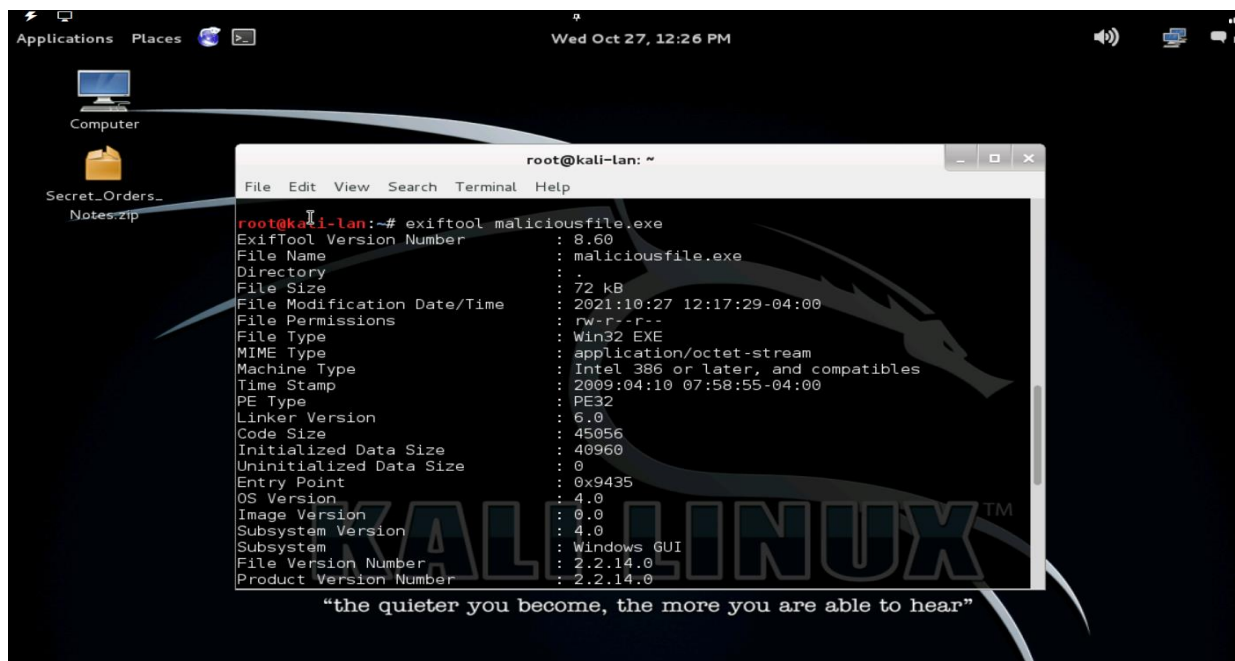 Applications Places
Wed Oct 27, 12:26 PM
Computer
Secret_Orders_
Notes.zip
root@kali-lan: ~
File Edit View Search Terminal Help
root@kali-lan:~# exiftool maliciousfile.exe
ExifTool Version Number : 8.60
File Name : maliciousfile.exe
Directory : .
File Size : 72 kB
File Modification Date/Time : 2021:10:27 12:17:29-04:00
File Permissions : rw-r--r--
File Type : Win32 EXE
MIME Type : application/octet-stream
Machine Type : Intel 386 or later, and compatibles
Time Stamp : 2009:04:10 07:58:55-04:00
PE Type : PE32
Linker Version : 6.0
Code Size : 45056
Initialized Data Size : 40960
Uninitialized Data Size : 0
Entry Point : 0x9435
OS Version : 4.0
Image Version : 0.0
Subsystem Version : 4.0
Subsystem : Windows GUI
File Version Number : 2.2.14.0
Product Version Number : 2.2.14.0
KALI LINUX TM
“the quieter you become, the more you are able to hear”